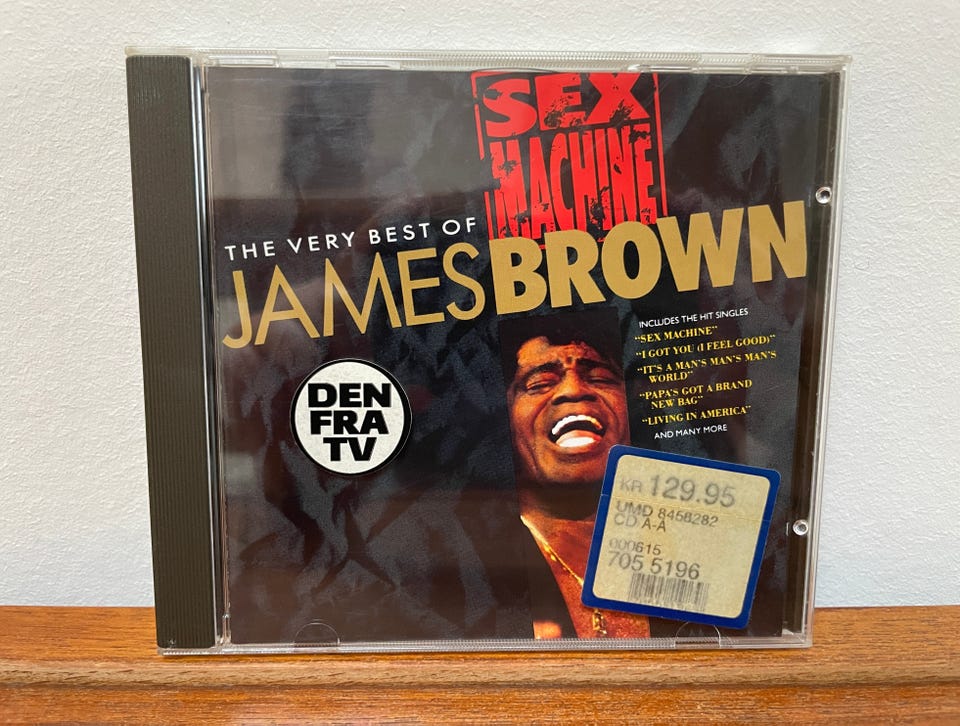 SEX
MACHINE
THE VERY BEST OF
JAMES BROWN
INCLUDES THE HIT SINGLES
"SEX MACHINE"
"I GOT YOU (I FEEL GOOD)"
"IT'S A MAN'S MAN'S MAN'S
WORLD"
"PAPA'S GOT A BRAND
NEW BAG"
"LIVING IN AMERICA"
AND MANY MORE
DEN
FRA
TV
KR 129.95
UMD 8458282
CD A-A
000615
705 5196